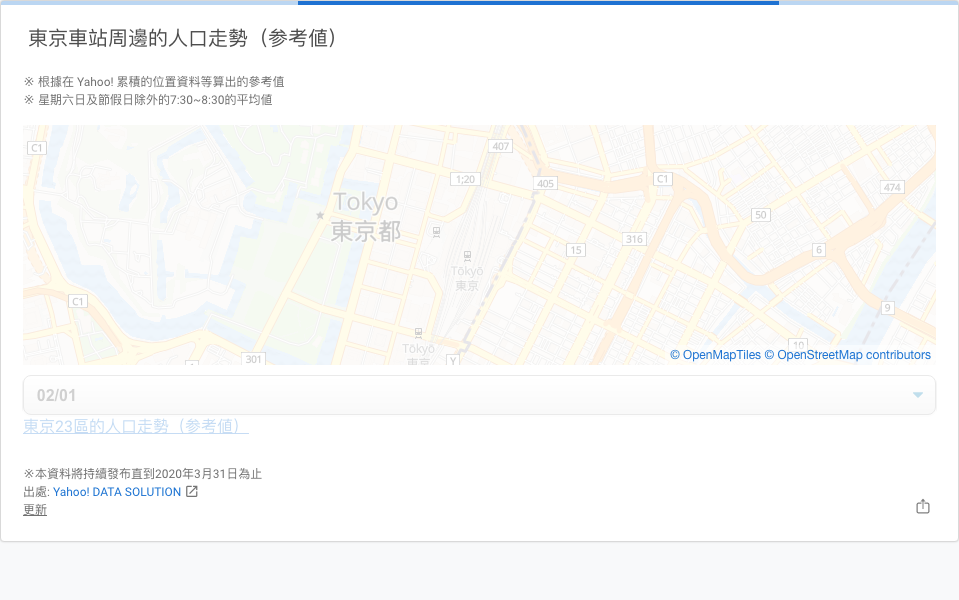 東京車站周邊的人口走勢（參考值）
※ 根據在 Yahoo! 累積的位置資料等算出的參考值
※ 星期六日及節假日除外的7:30~8:30的平均值
C1
407
1;20
405
C1
474
Tokyo
東京都
50
316
15
6
Tōkyō
東京
C1
9
10
Tōkyō
東京
301
Y
© OpenMapTiles © OpenStreetMap contributors
02/01
東京23區的人口走勢（參考值）
※本資料將持續發布直到2020年3月31日為止
出處: Yahoo! DATA SOLUTION
更新